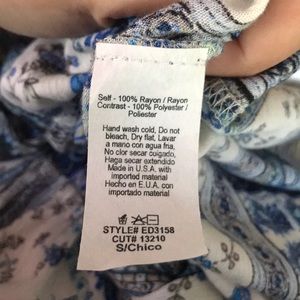 Self - 100% Rayon / Rayon
Contrast - 100% Polyester /
Poliester
Hand wash cold, Do not
bleach, Dry flat, Lavar
a mano con agua fria,
No clor secar cuigado,
Haga secar extendido
Made in U.S.A. with
imported material
Hecho en E.U.A. con
importado material
STYLE# ED3158
CUT# 13210
S/Chico